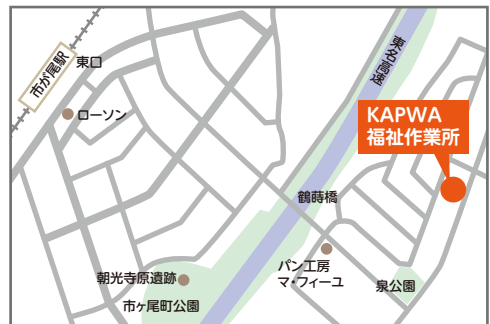 市が尾駅
東口
ローソン
東名高速
KAPWA
福祉作業所
鶴蒔橋
朝光寺原遺跡
市ヶ尾町公園
パン工房
マ・フィーユ
泉公園